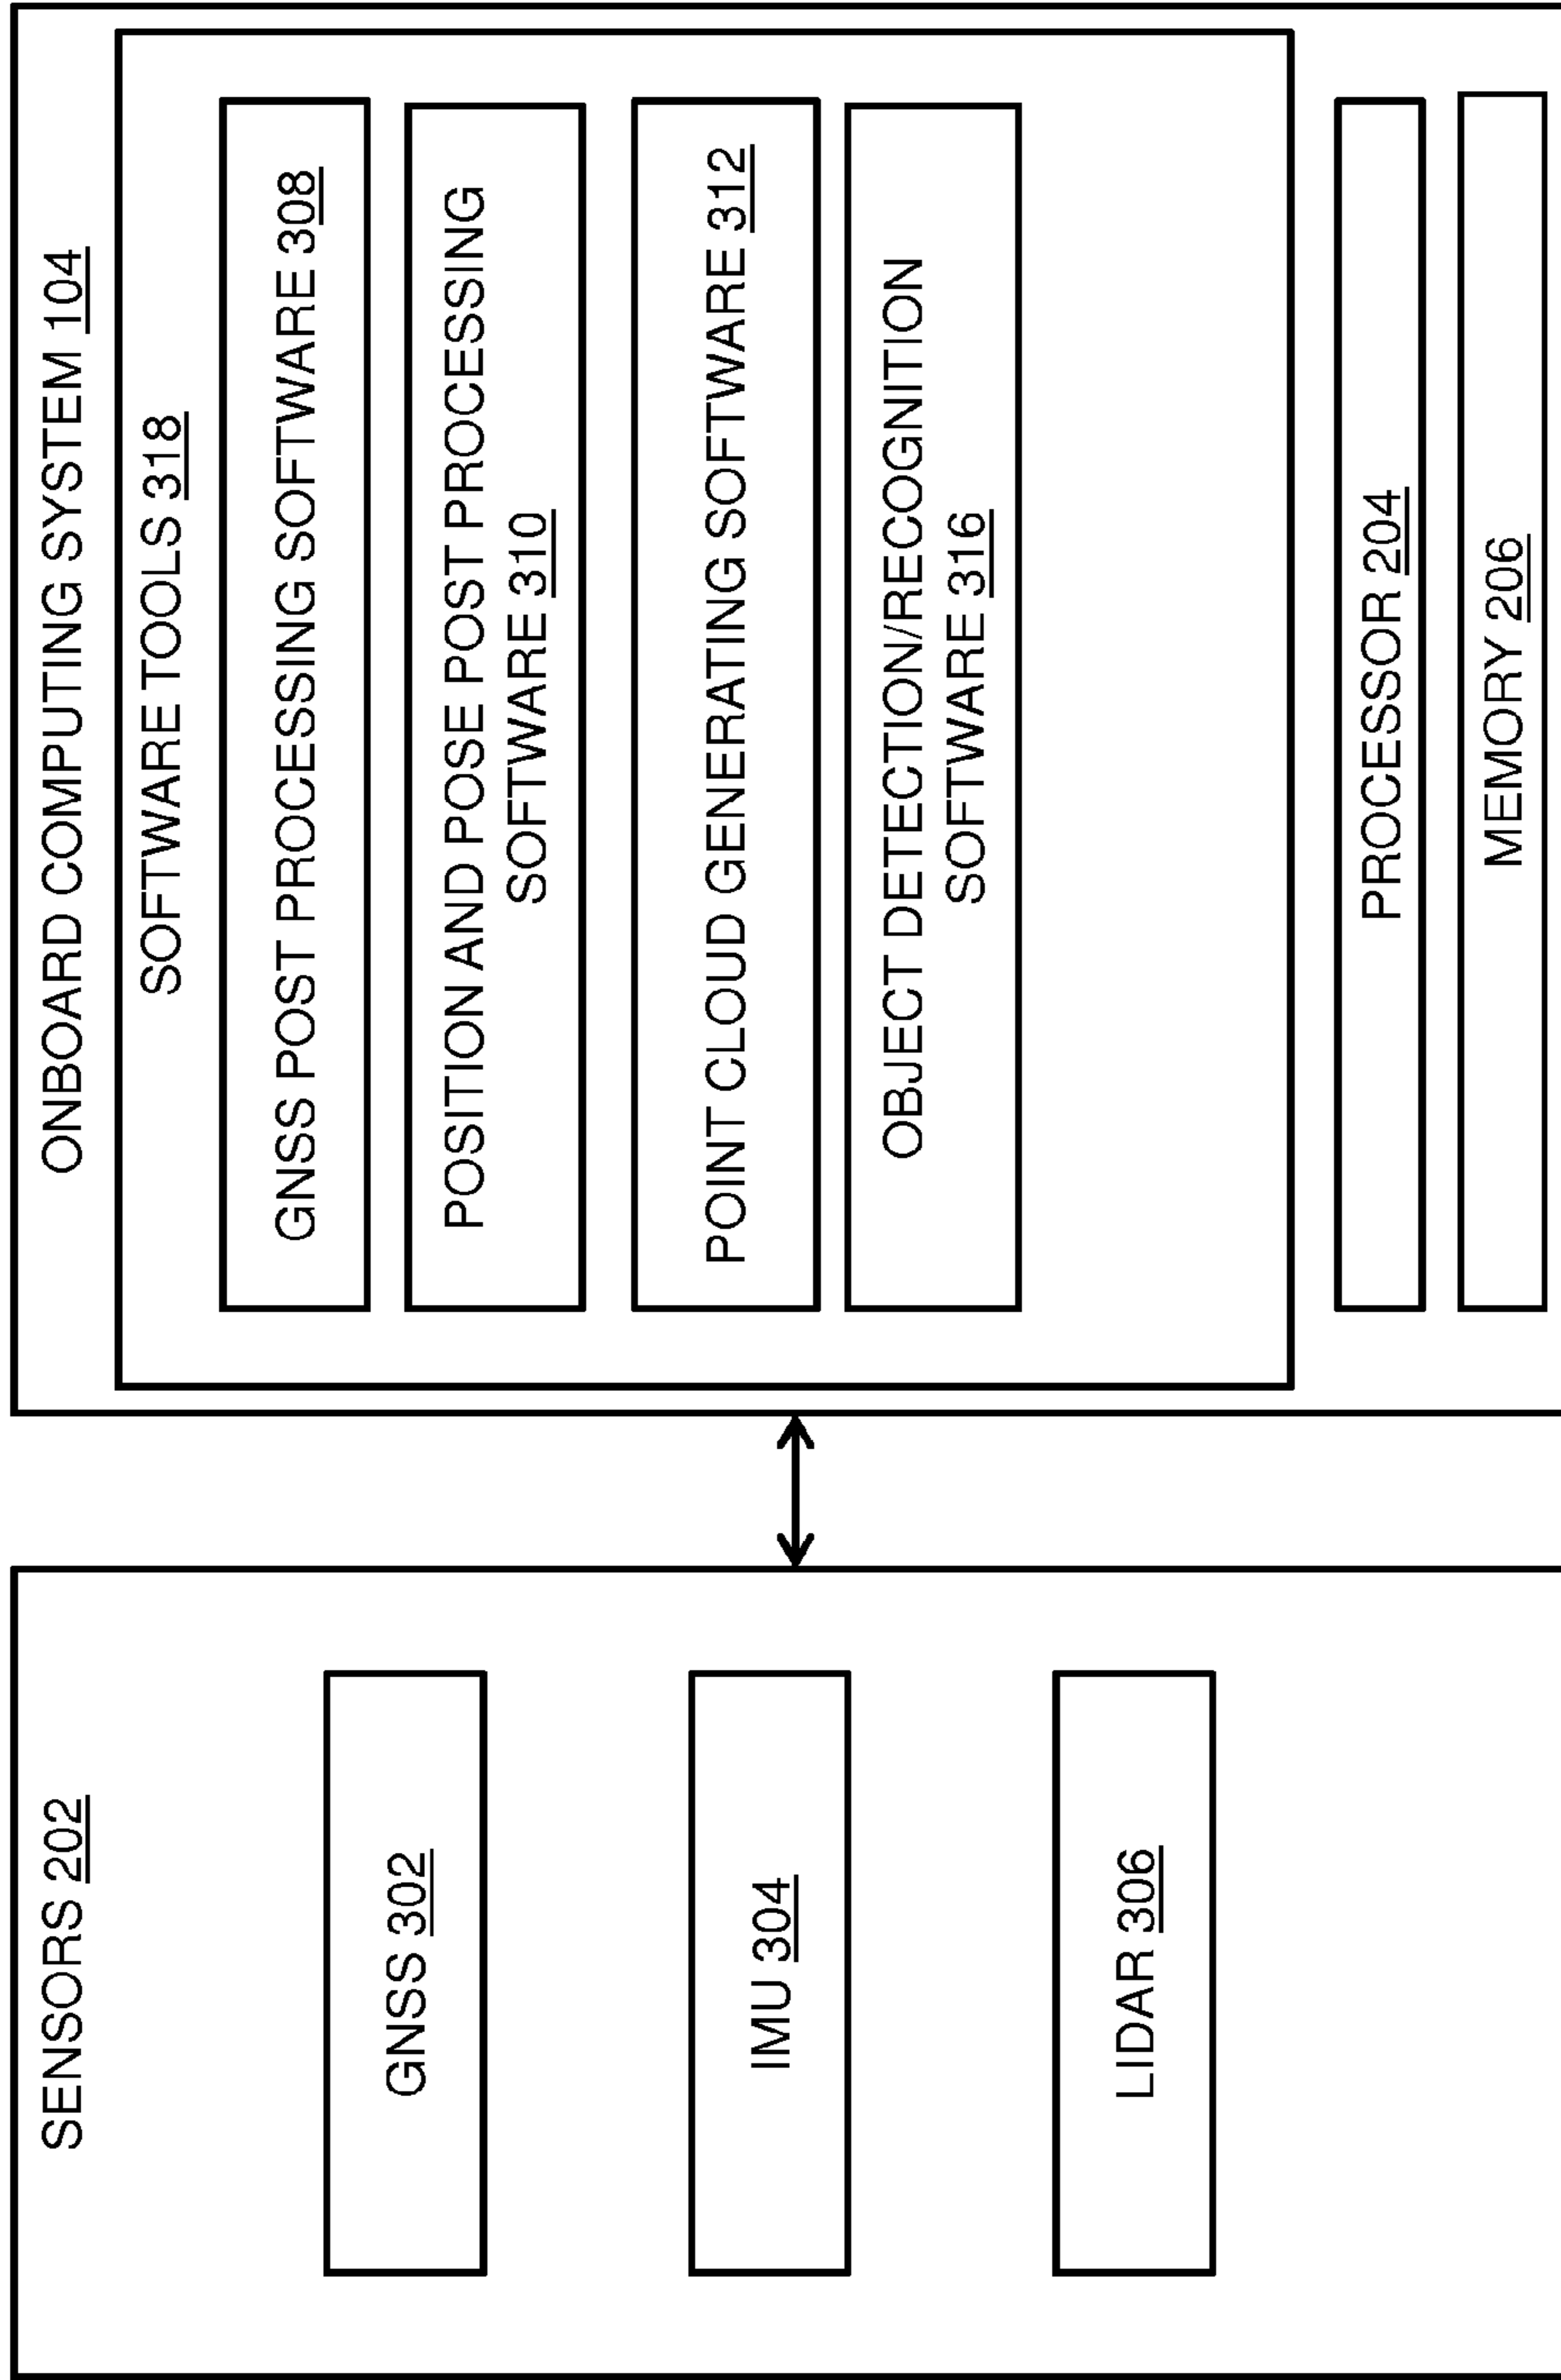 SENSORS 202
GNSS 302
IMU 304
LIDAR 306
ONBOARD COMPUTING SYSTEM 104
SOFTWARE TOOLS 318
GNSS POST PROCESSING SOFTWARE 308
POSITION AND POSE POST PROCESSING
SOFTWARE 310
POINT CLOUD GENERATING SOFTWARE 312
OBJECT DETECTION/RECOGNITION
SOFTWARE 316
PROCESSOR 204
MEMORY 206